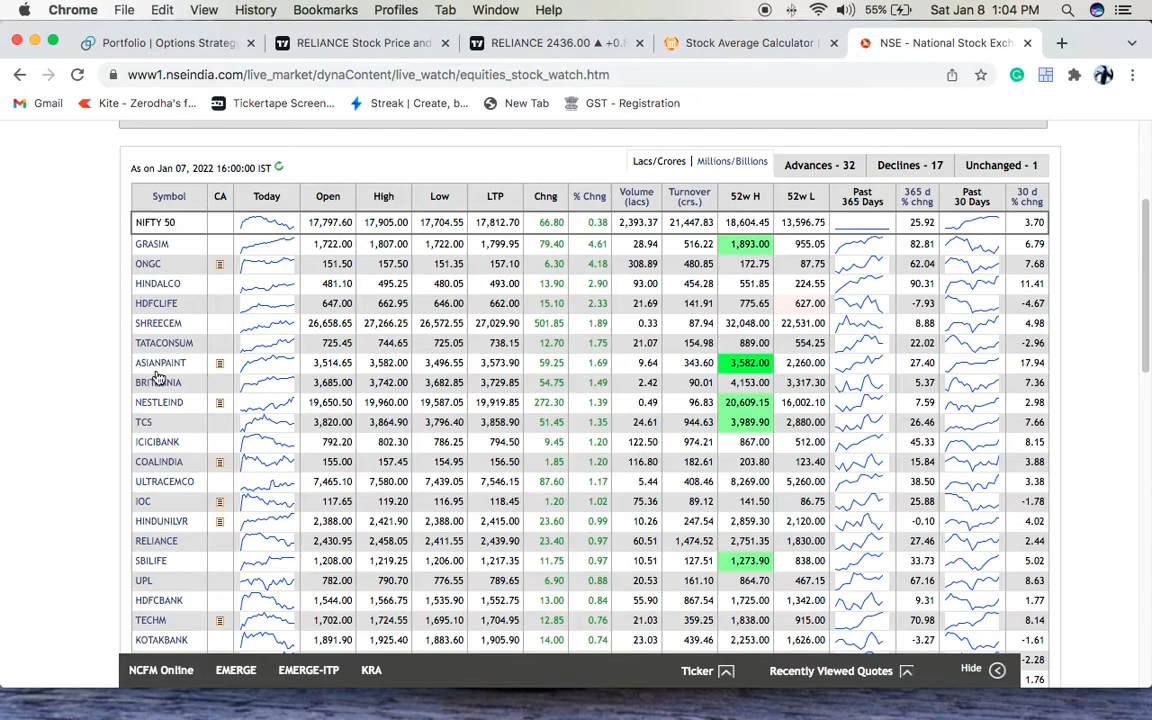 Chrome File Edit View History Bookmarks Profiles Tab Window Help 55% Sat Jan 8 1:04 PM
Portfolio | Options Strateg × RELIANCE Stock Price and × RELIANCE 2436.00 ▲ +0. × Stock Average Calculator × NSE - National Stock Exch ×
www1.nseindia.com/live_market/dynaContent/live_watch/equities_stock_watch.htm
Gmail Kite - Zerodha's f... Tickertape Screen... Streak | Create, b... New Tab GST - Registration
As on Jan 07, 2022 16:00:00 IST Lacs/Crores | Millions/Billions Advances - 32 Declines - 17 Unchanged - 1
Symbol CA Today Open High Low LTP Chng % Chng Volume (lacs) Turnover (crs.) 52w H 52w L Past 365 Days 365 d % chng Past 30 Days 30 d % chng
NIFTY 50 17,797.60 17,905.00 17,704.55 17,812.70 66.80 0.38 2,393.37 21,447.83 18,604.45 13,596.75 25.92 3.70
GRASIM 1,722.00 1,807.00 1,722.00 1,799.95 79.40 4.61 28.94 516.22 1,893.00 955.05 82.81 6.79
ONGC 151.50 157.50 151.35 157.10 6.30 4.18 308.89 480.85 172.75 87.75 62.04 7.68
HINDALCO 481.10 495.25 480.05 493.00 13.90 2.90 93.00 454.28 551.85 224.55 90.31 11.41
HDFCLIFE 647.00 662.95 646.00 662.00 15.10 2.33 21.69 141.91 775.65 627.00 -7.93 -4.67
SHREECEM 26,658.65 27,266.25 26,572.55 27,029.90 501.85 1.89 0.33 87.94 32,048.00 22,531.00 8.88 4.98
TATACONSUM 725.45 744.65 725.05 738.15 12.70 1.75 21.07 154.98 889.00 554.25 22.02 -2.96
ASIANPAINT 3,514.65 3,582.00 3,496.55 3,573.90 59.25 1.69 9.64 343.60 3,582.00 2,260.00 27.40 17.94
BRITANNIA 3,685.00 3,742.00 3,682.85 3,729.85 54.75 1.49 2.42 90.01 4,153.00 3,317.30 5.37 7.36
NESTLEIND 19,650.50 19,960.00 19,587.05 19,919.85 272.30 1.39 0.49 96.83 20,609.15 16,002.10 7.59 2.98
TCS 3,820.00 3,864.90 3,796.40 3,858.90 51.45 1.35 24.61 944.63 3,989.90 2,880.00 26.46 7.66
ICICIBANK 792.20 802.30 786.25 794.50 9.45 1.20 122.50 974.21 867.00 512.00 45.33 8.15
COALINDIA 155.00 157.45 154.95 156.50 1.85 1.20 116.80 182.61 203.80 123.40 15.84 3.88
ULTRACEMCO 7,465.10 7,580.00 7,439.05 7,546.15 87.60 1.17 5.44 408.46 8,269.00 5,260.00 38.50 3.38
IOC 117.65 119.20 116.95 118.45 1.20 1.02 75.36 89.12 141.50 86.75 25.88 -1.78
HINDUNILVR 2,388.00 2,421.90 2,388.00 2,415.00 23.60 0.99 10.26 247.54 2,859.30 2,120.00 -0.10 4.02
RELIANCE 2,430.95 2,458.05 2,411.55 2,439.90 23.40 0.97 60.51 1,474.52 2,751.35 1,830.00 27.46 2.44
SBILIFE 1,208.00 1,219.25 1,206.00 1,217.35 11.75 0.97 10.51 127.51 1,273.90 838.00 33.73 5.02
UPL 782.00 790.70 776.55 789.65 6.90 0.88 20.53 161.10 864.70 467.15 67.16 8.63
HDFCBANK 1,544.00 1,566.75 1,535.90 1,552.75 13.00 0.84 55.90 867.54 1,725.00 1,342.00 9.31 1.77
TECHM 1,702.00 1,724.55 1,695.10 1,704.95 12.85 0.76 21.03 359.25 1,838.00 915.00 70.98 8.14
KOTAKBANK 1,891.90 1,925.40 1,883.60 1,905.90 14.00 0.74 23.03 439.46 2,253.00 1,626.00 -3.27 -1.61
-2.28
NCFM Online EMERGE EMERGE-ITP KRA Ticker Recently Viewed Quotes Hide
1.76